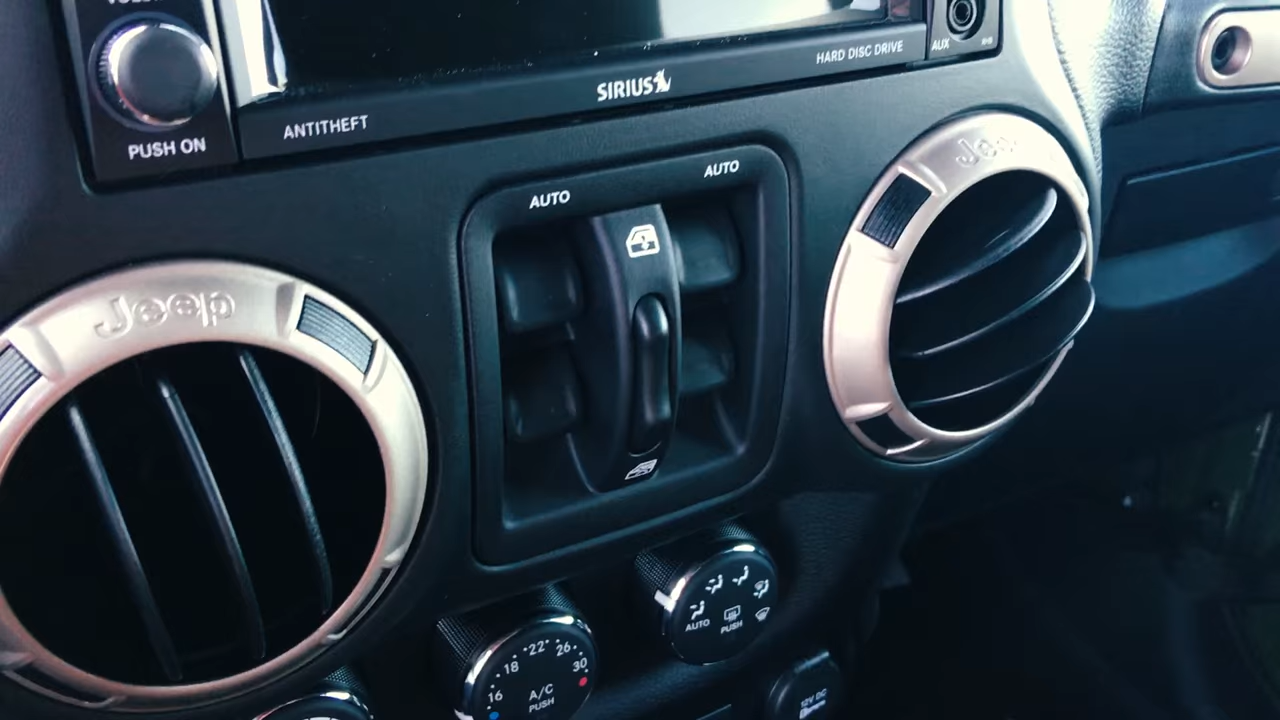 PUSH ON
ANTITHEFT
SIRIUS
HARD DISC DRIVE
AUX
AUTO
AUTO
Jeep
Jeep
AUTO
PUSH
16
18
22
26
30
A/C
PUSH
12V DC